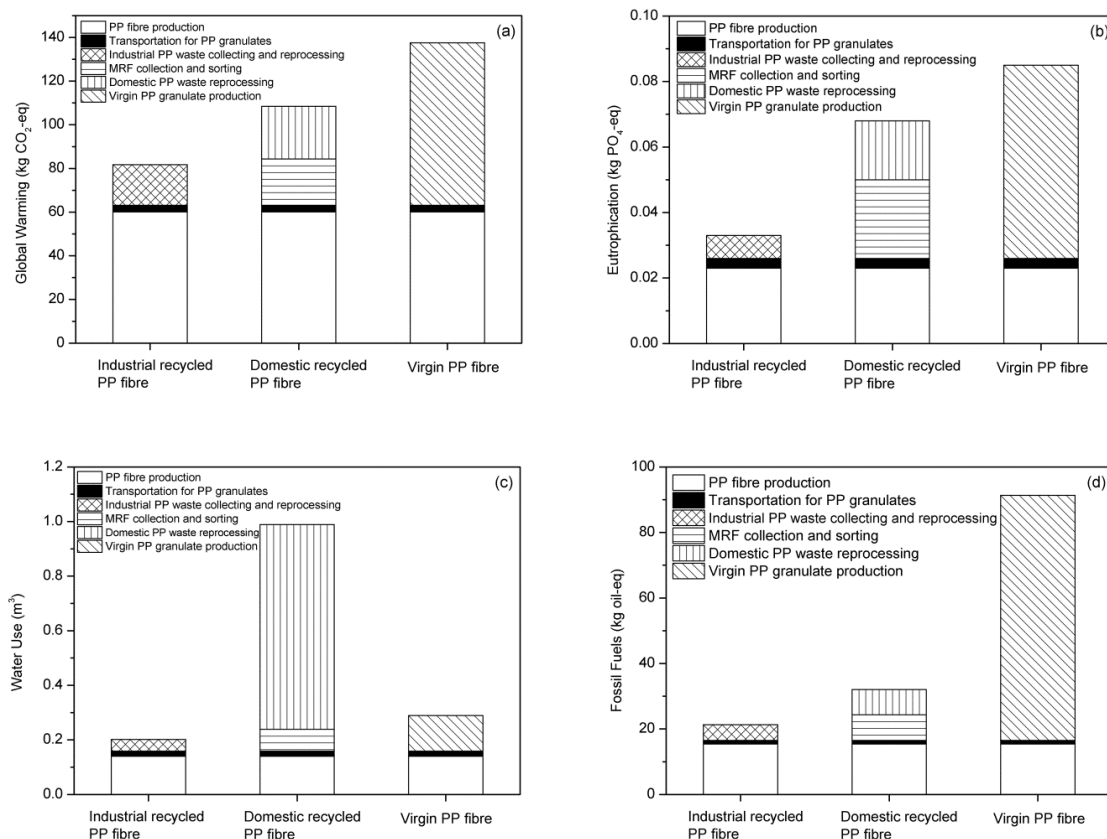 (a)
PP fibre production
Transportation for PP granulates
Industrial PP waste collecting and reprocessing
MRF collection and sorting
Domestic PP waste reprocessing
Virgin PP granulate production
140
120
100
80
60
40
20
0
Global Warming (kg CO₂-eq)
Industrial recycled
PP fibre
Domestic recycled
PP fibre
Virgin PP fibre
(b)
PP fibre production
Transportation for PP granulates
Industrial PP waste collecting and reprocessing
MRF collection and sorting
Domestic PP waste reprocessing
Virgin PP granulate production
0.10
0.08
0.06
0.04
0.02
0.00
Eutrophication (kg PO₄-eq)
Industrial recycled
PP fibre
Domestic recycled
PP fibre
Virgin PP fibre
(c)
PP fibre production
Transportation for PP granulates
Industrial PP waste collecting and reprocessing
MRF collection and sorting
Domestic PP waste reprocessing
Virgin PP granulate production
1.2
1.0
0.8
0.6
0.4
0.2
0.0
Water Use (m³)
Industrial recycled
PP fibre
Domestic recycled
PP fibre
Virgin PP fibre
(d)
PP fibre production
Transportation for PP granulates
Industrial PP waste collecting and reprocessing
MRF collection and sorting
Domestic PP waste reprocessing
Virgin PP granulate production
100
80
60
40
20
0
Fossil Fuels (kg oil-eq)
Industrial recycled
PP fibre
Domestic recycled
PP fibre
Virgin PP fibre